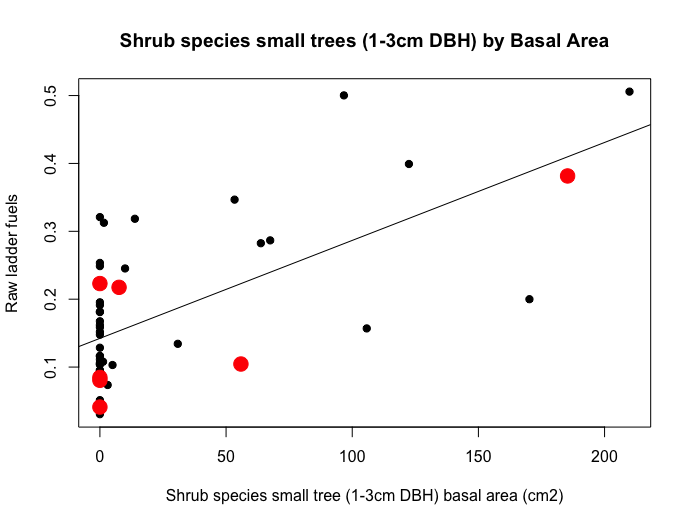 Shrub species small trees (1-3cm DBH) by Basal Area
0.5
0.4
0.3
0.2
0.1
Raw ladder fuels
0 50 100 150 200
Shrub species small tree (1-3cm DBH) basal area (cm2)